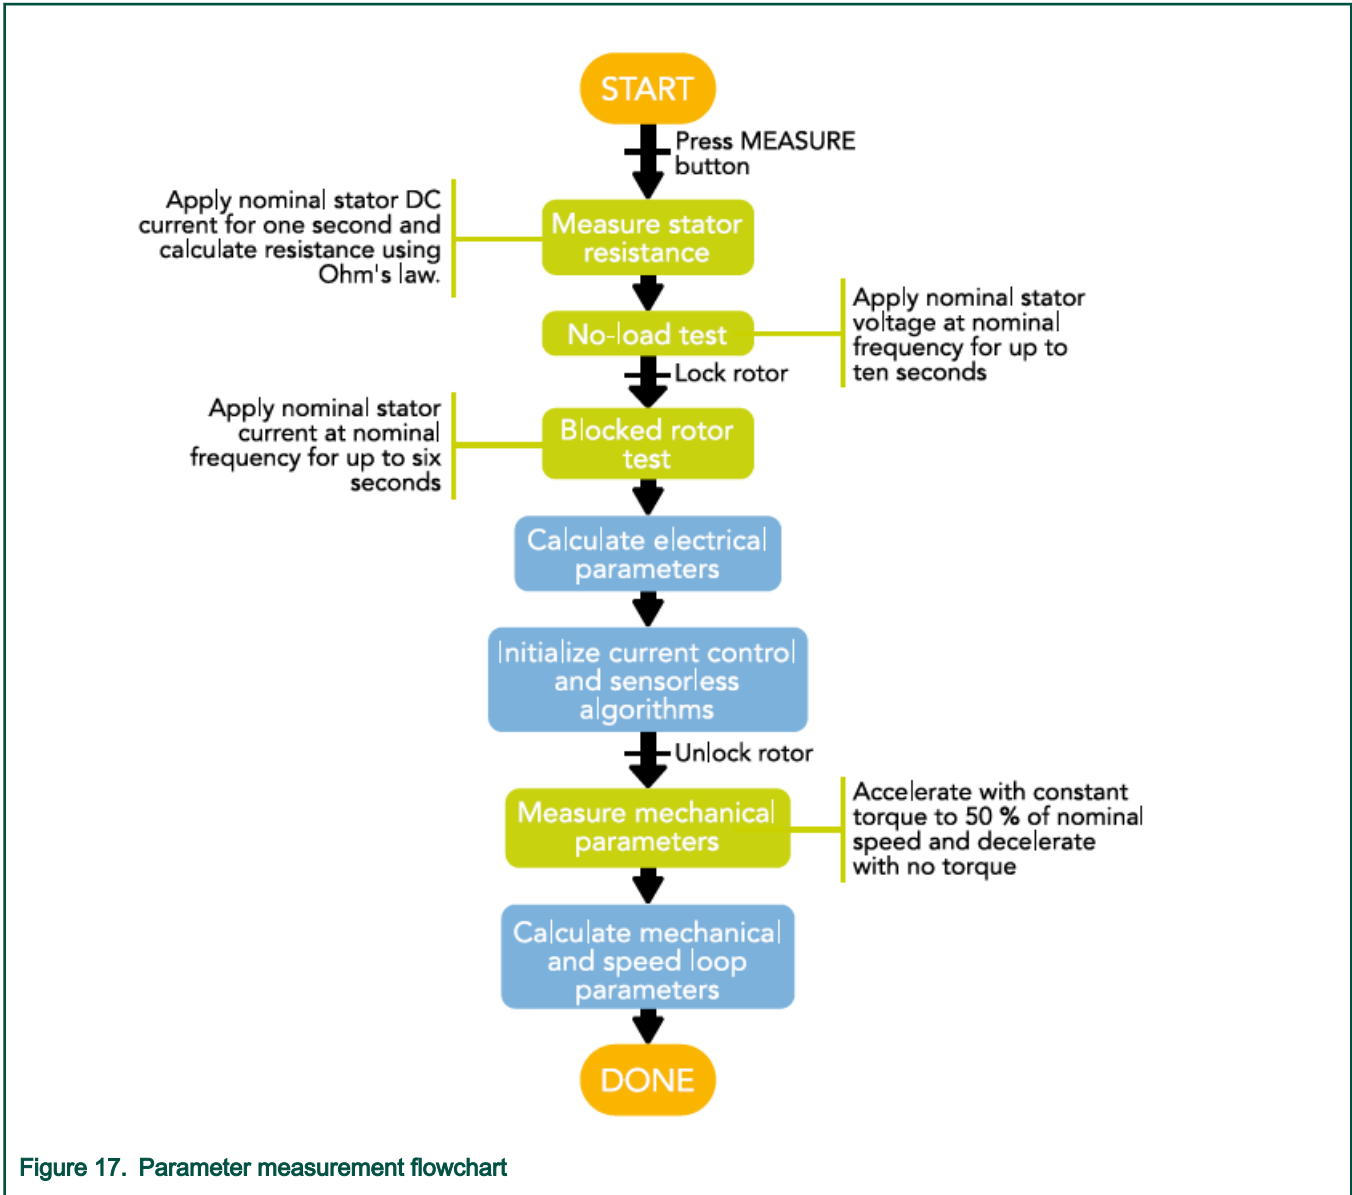 START
Press MEASURE
button
Apply nominal stator DC
current for one second and
calculate resistance using
Ohm's law.
Measure stator
resistance
No-load test
Apply nominal stator
voltage at nominal
frequency for up to
ten seconds
Lock rotor
Apply nominal stator
current at nominal
frequency for up to six
seconds
Blocked rotor
test
Calculate electrical
parameters
Initialize current control
and sensorless
algorithms
Unlock rotor
Measure mechanical
parameters
Accelerate with constant
torque to 50 % of nominal
speed and decelerate
with no torque
Calculate mechanical
and speed loop
parameters
DONE
Figure 17. Parameter measurement flowchart